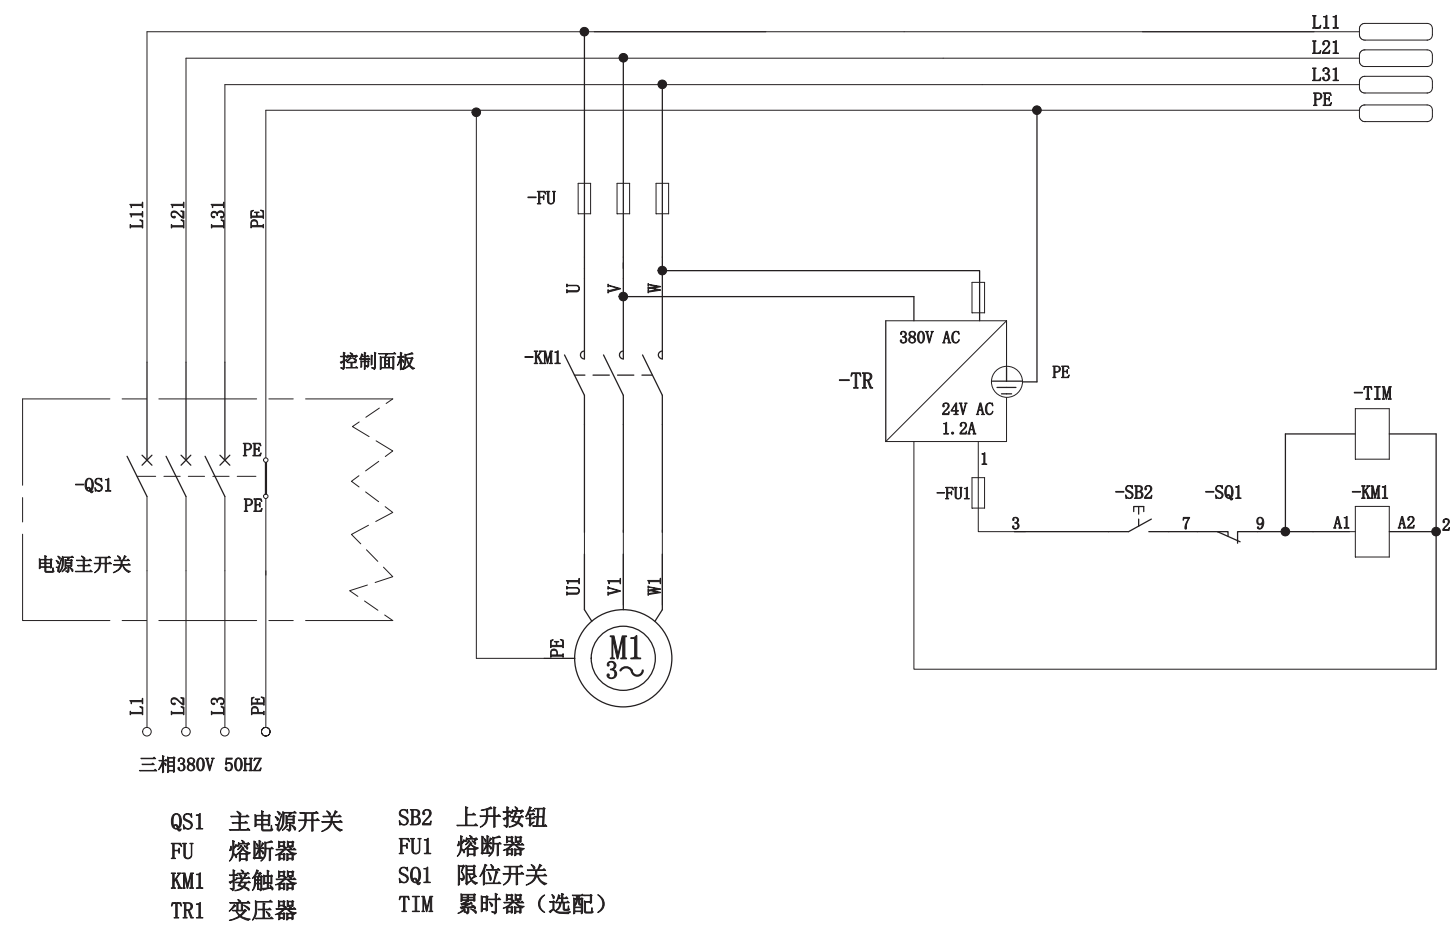 L11
L21
L31
PE
L11
L21
L31
PE
-FU
U
V
W
-KM1
控制面板
380V AC
-TR
24V AC
1.2A
PE
-TIM
1
PE
-QS1
PE
-FU1
-SB2
-SQ1
-KM1
3
7
9
A1
A2
2
电源主开关
U1
V1
W1
PE
M1
3～
L1
L2
L3
PE
三相380V 50HZ
QS1 主电源开关
FU 熔断器
KM1 接触器
TR1 变压器
SB2 上升按钮
FU1 熔断器
SQ1 限位开关
TIM 累时器（选配）